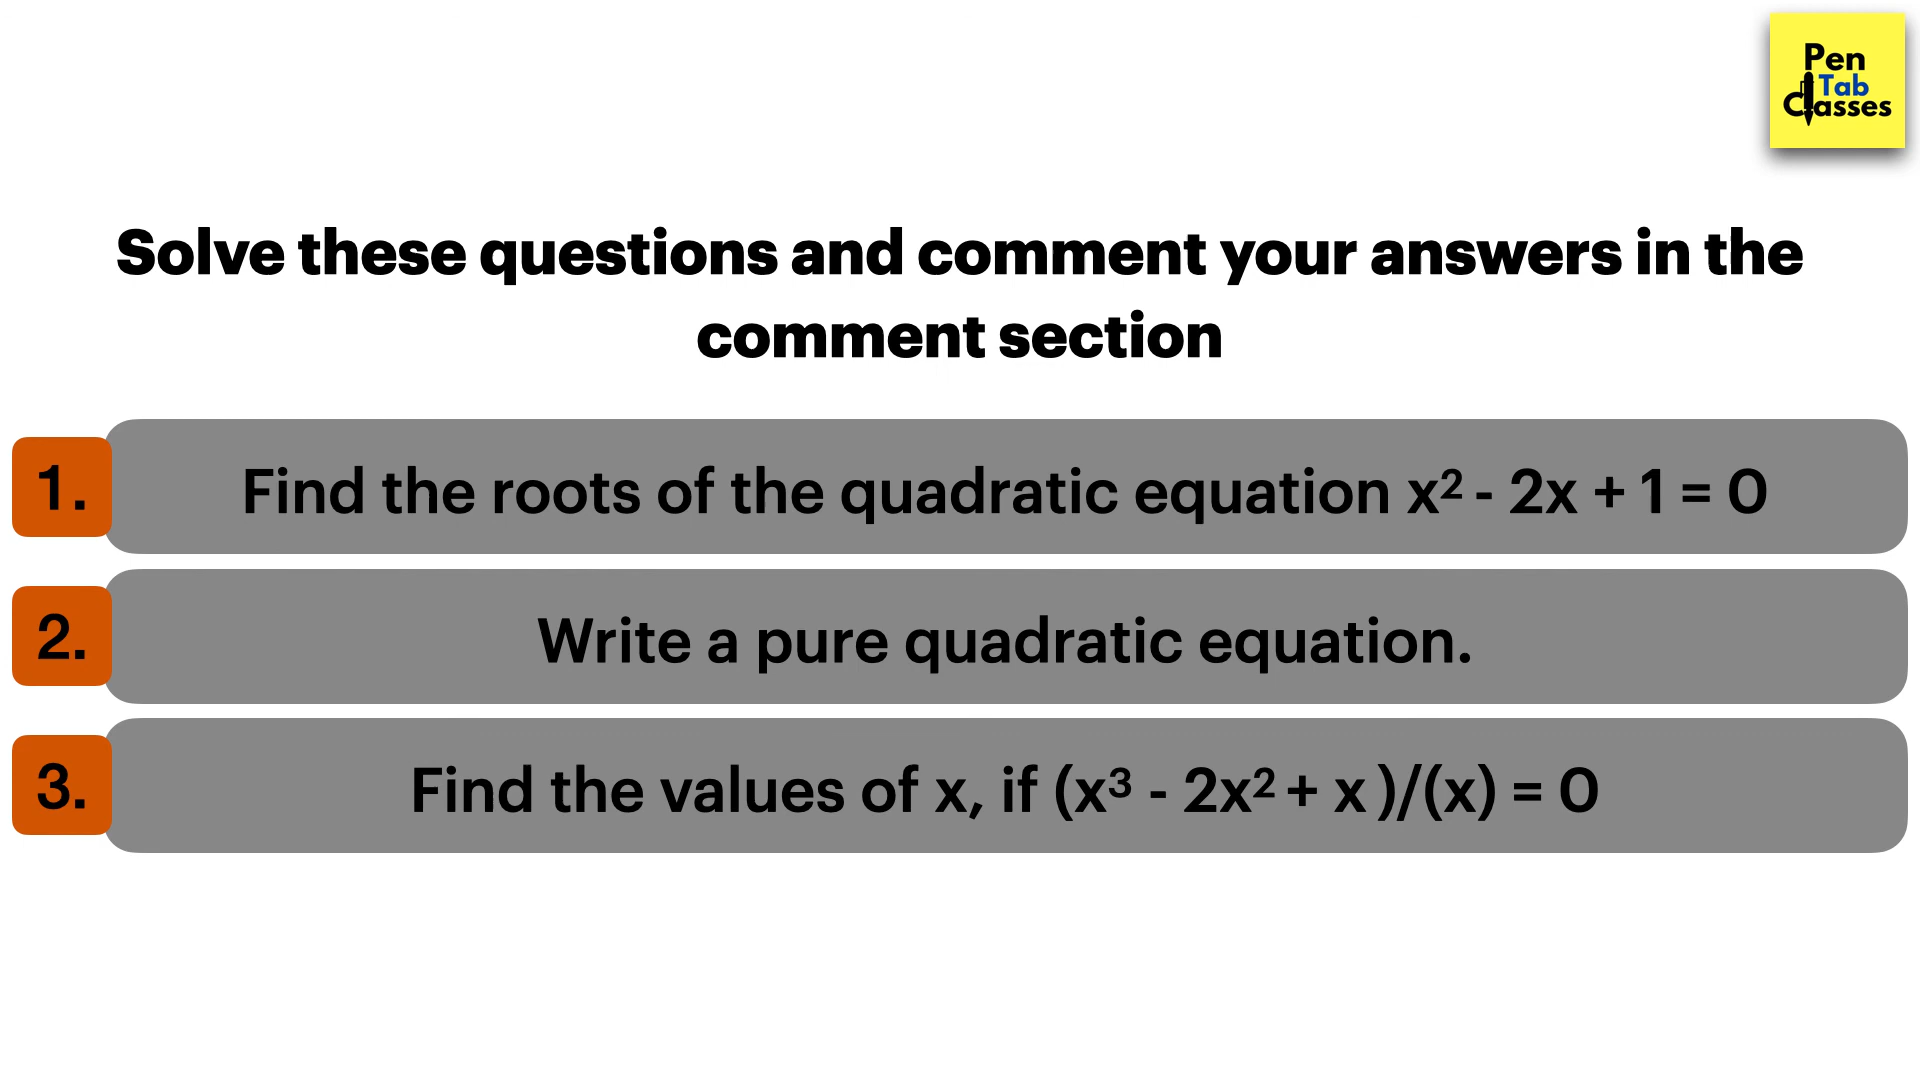 Pen
Tab
Classes
Solve these questions and comment your answers in the
comment section
1. Find the roots of the quadratic equation x² - 2x + 1 = 0
2. Write a pure quadratic equation.
3. Find the values of x, if (x³ - 2x² + x )/(x) = 0